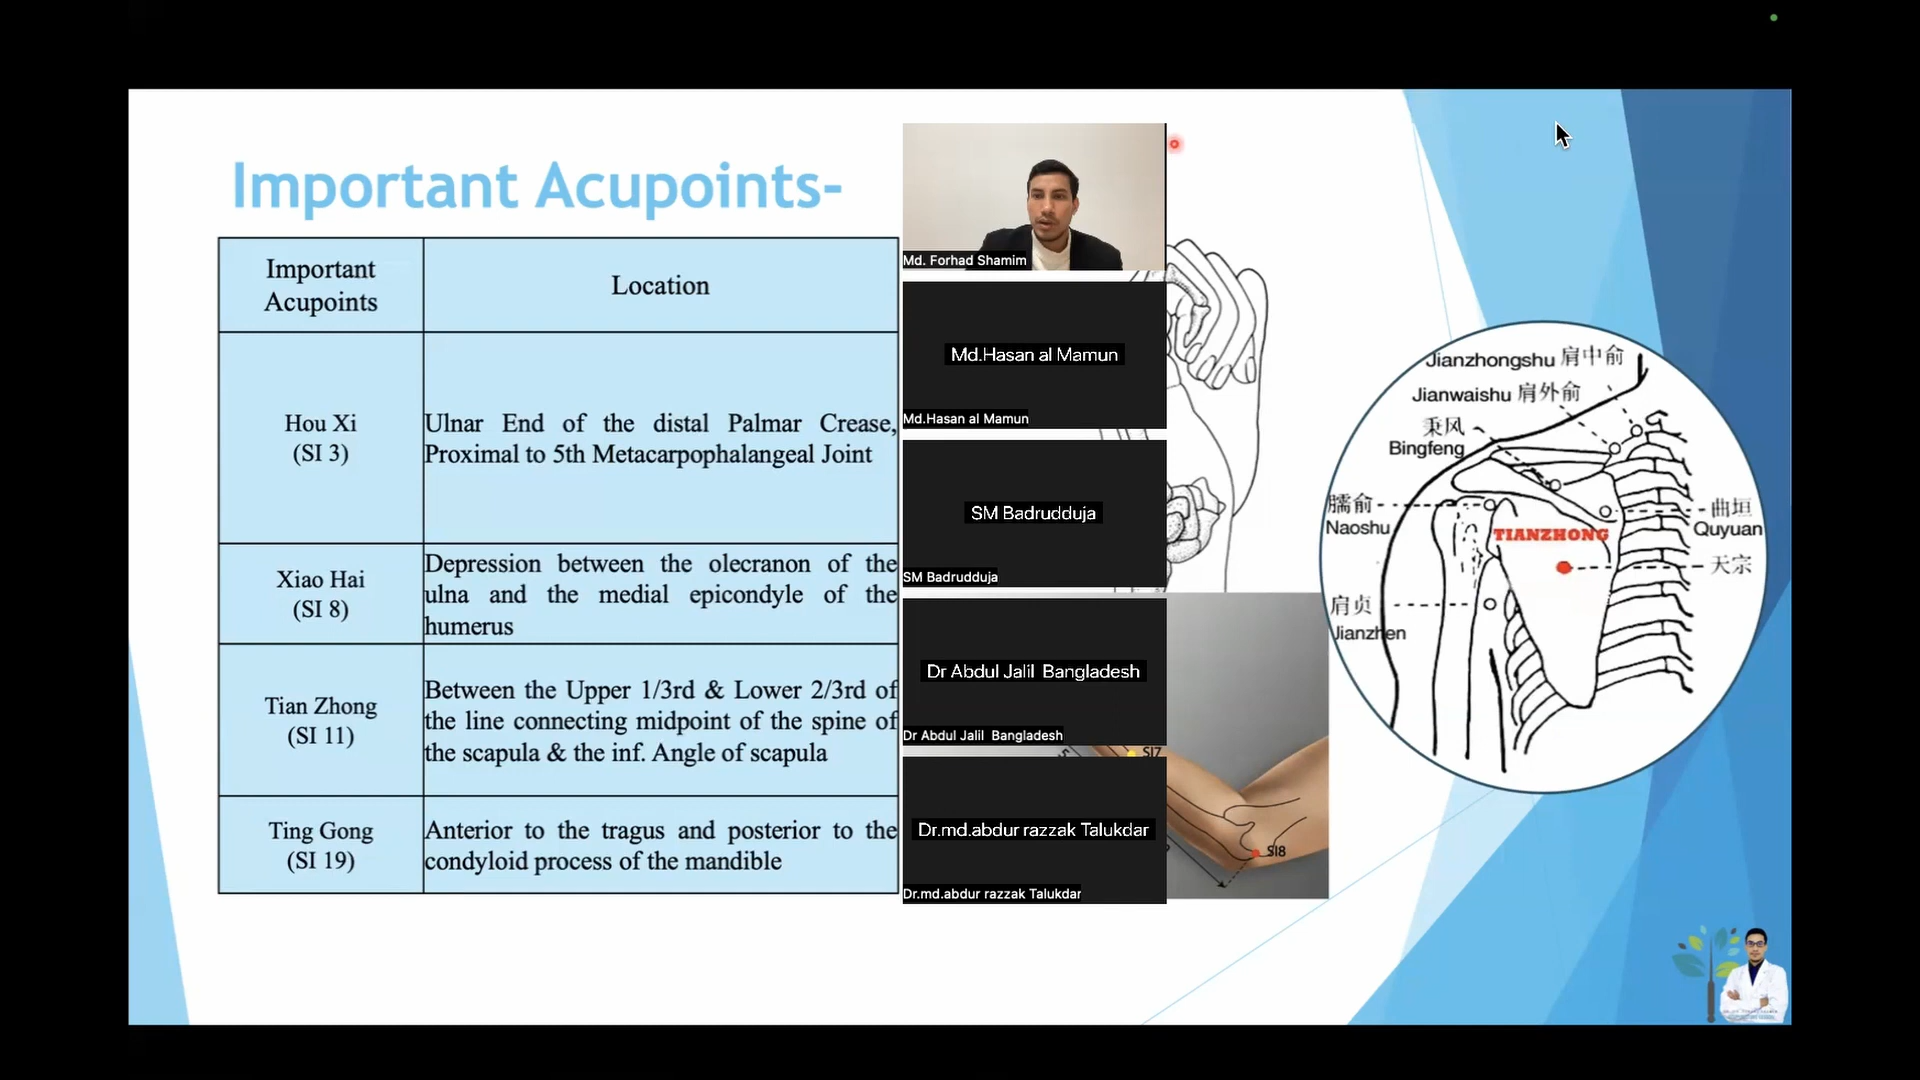 Important Acupoints-
Important
Acupoints
Location
Hou Xi
(SI 3)
Ulnar End of the distal Palmar Crease,
Proximal to 5th Metacarpophalangeal Joint
Xiao Hai
(SI 8)
Depression between the olecranon of the
ulna and the medial epicondyle of the
humerus
Tian Zhong
(SI 11)
Between the Upper 1/3rd & Lower 2/3rd of
the line connecting midpoint of the spine of
the scapula & the inf. Angle of scapula
Ting Gong
(SI 19)
Anterior to the tragus and posterior to the
condyloid process of the mandible
Md. Forhad Shamim
Md.Hasan al Mamun
Md.Hasan al Mamun
SM Badrudduja
SM Badrudduja
Dr Abdul Jalil Bangladesh
Dr Abdul Jalil Bangladesh
Dr.md.abdur razzak Talukdar
Dr.md.abdur razzak Talukdar
SI7
SI8
Jianzhongshu 肩中俞
Jianwaishu 肩外俞
秉风
Bingfeng
臑俞
Naoshu
TIANZHONG
曲垣
Quyuan
天宗
肩贞
Jianzhen